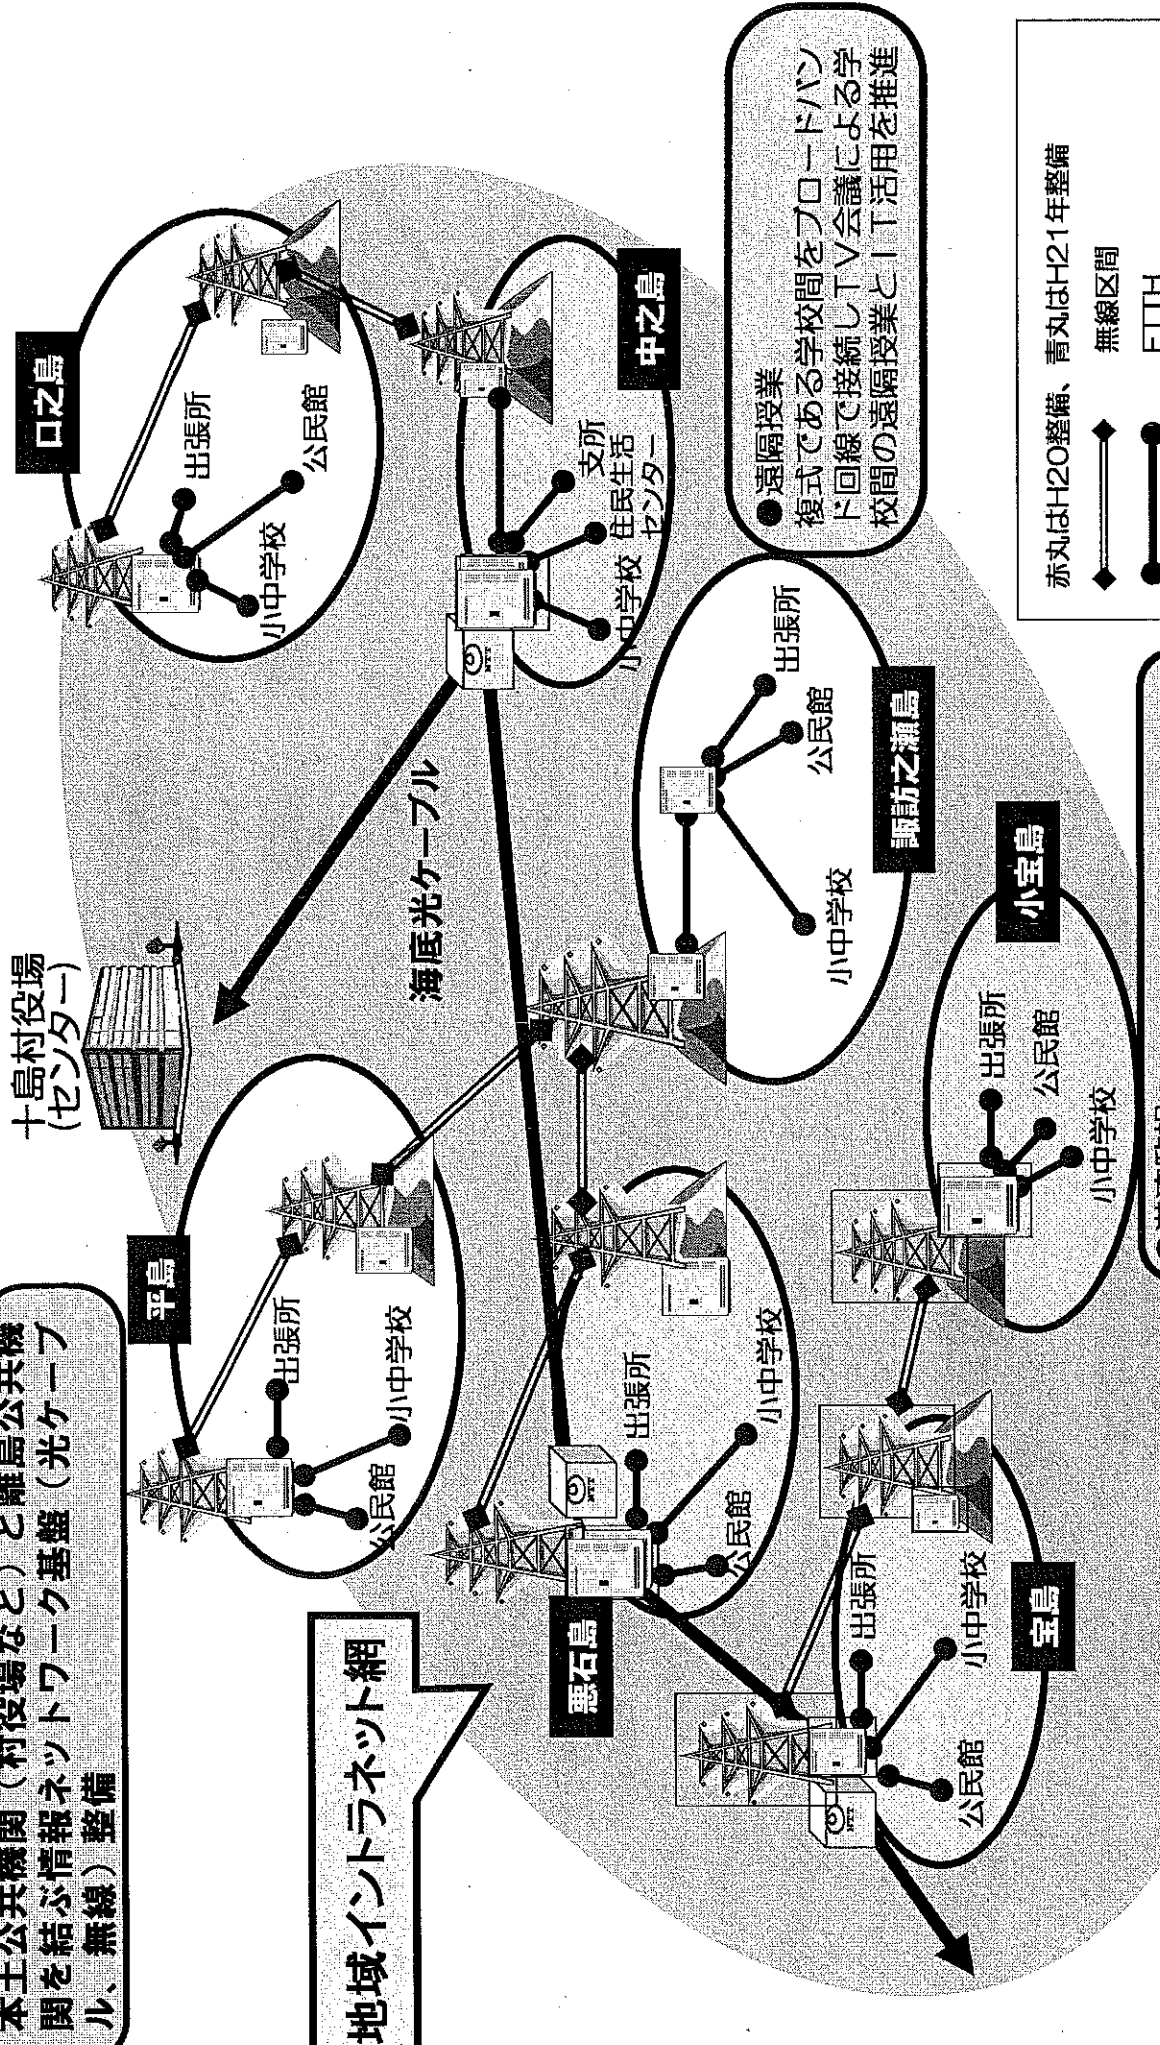 本土公共機関(村役場など)と離島公共機
関を結ぶ情報ネットワーク基盤(光ケーブ
ル、無線)整備
地域イントラネット網
十島村役場
(センター)
口之島
出張所
公民館
小中学校
中之島
支所
住民生活
センター
小中学校
海底光ケーブル
平島
出張所
小中学校
公民館
諏訪之瀬島
出張所
公民館
小中学校
悪石島
出張所
小中学校
公民館
小宝島
出張所
公民館
小中学校
宝島
出張所
小中学校
公民館
●遠隔授業
複式である学校間をブロードバン
ド回線で接続しTV会議による学
校間の遠隔授業とIT活用を推進
赤丸はH20整備、青丸はH21年整備
無線区間
FTTH